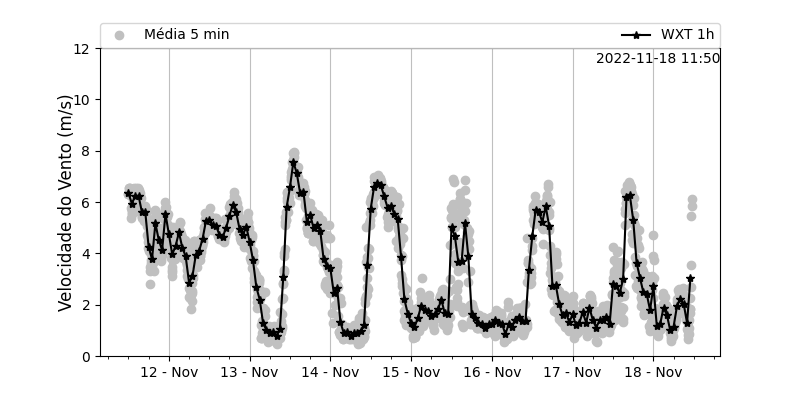 Média 5 min
WXT 1h
2022-11-18 11:50
Velocidade do Vento (m/s)
12
10
8
6
4
2
0
12 - Nov
13 - Nov
14 - Nov
15 - Nov
16 - Nov
17 - Nov
18 - Nov